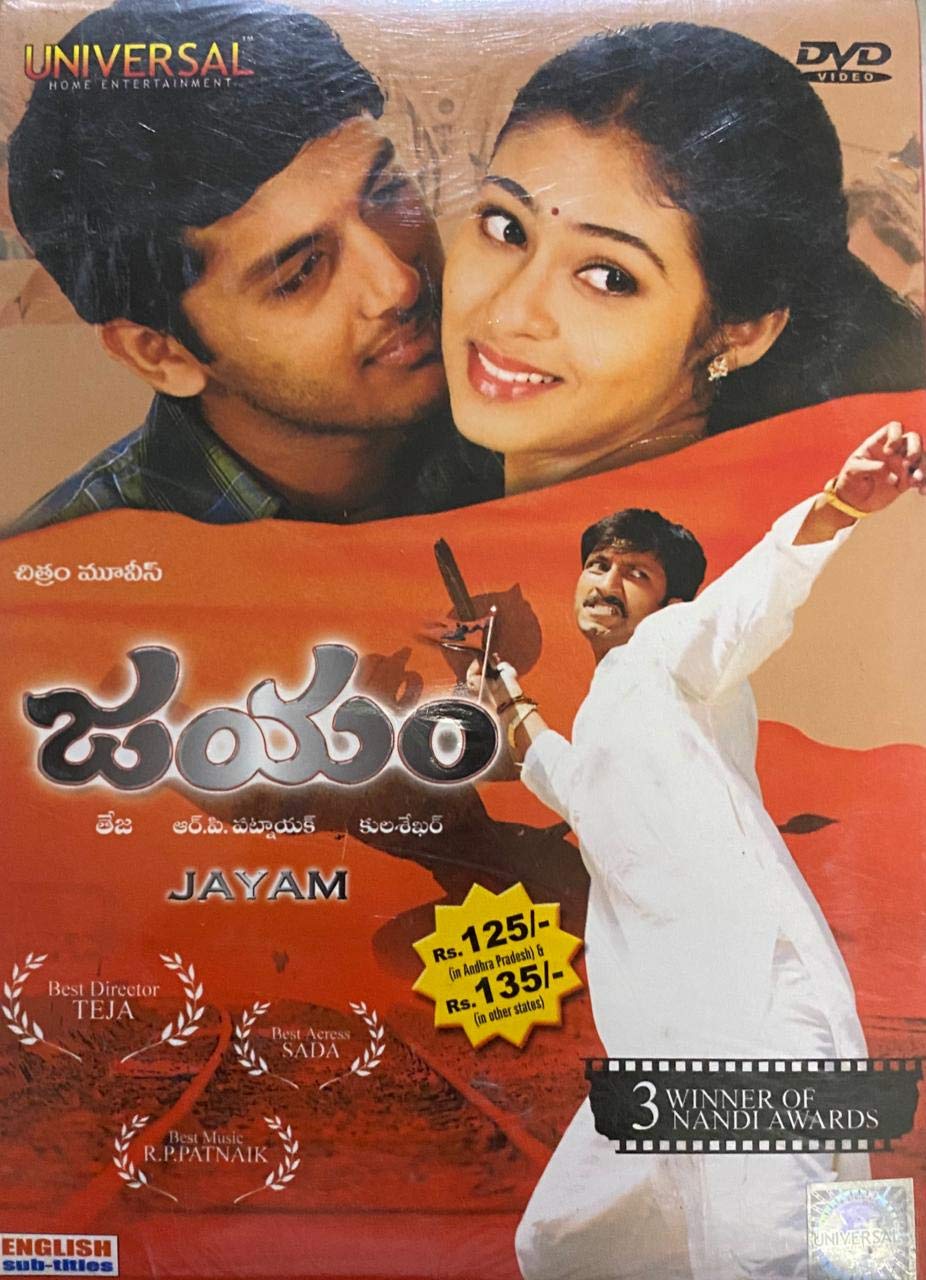 UNIVERSAL™
HOME ENTERTAINMENT
DVD
VIDEO
చిత్రం మూవీస్
జయం
తేజ ఆర్.పి. పట్నాయక్ కులశేఖర్
JAYAM
Rs. 125/-
(in Andhra Pradesh) &
Rs. 135/-
(in other states)
Best Director
TEJA
Best Acress
SADA
Best Music
R.P.PATNAIK
3 WINNER OF
NANDI AWARDS
ENGLISH
sub-titles
UNIVERSAL